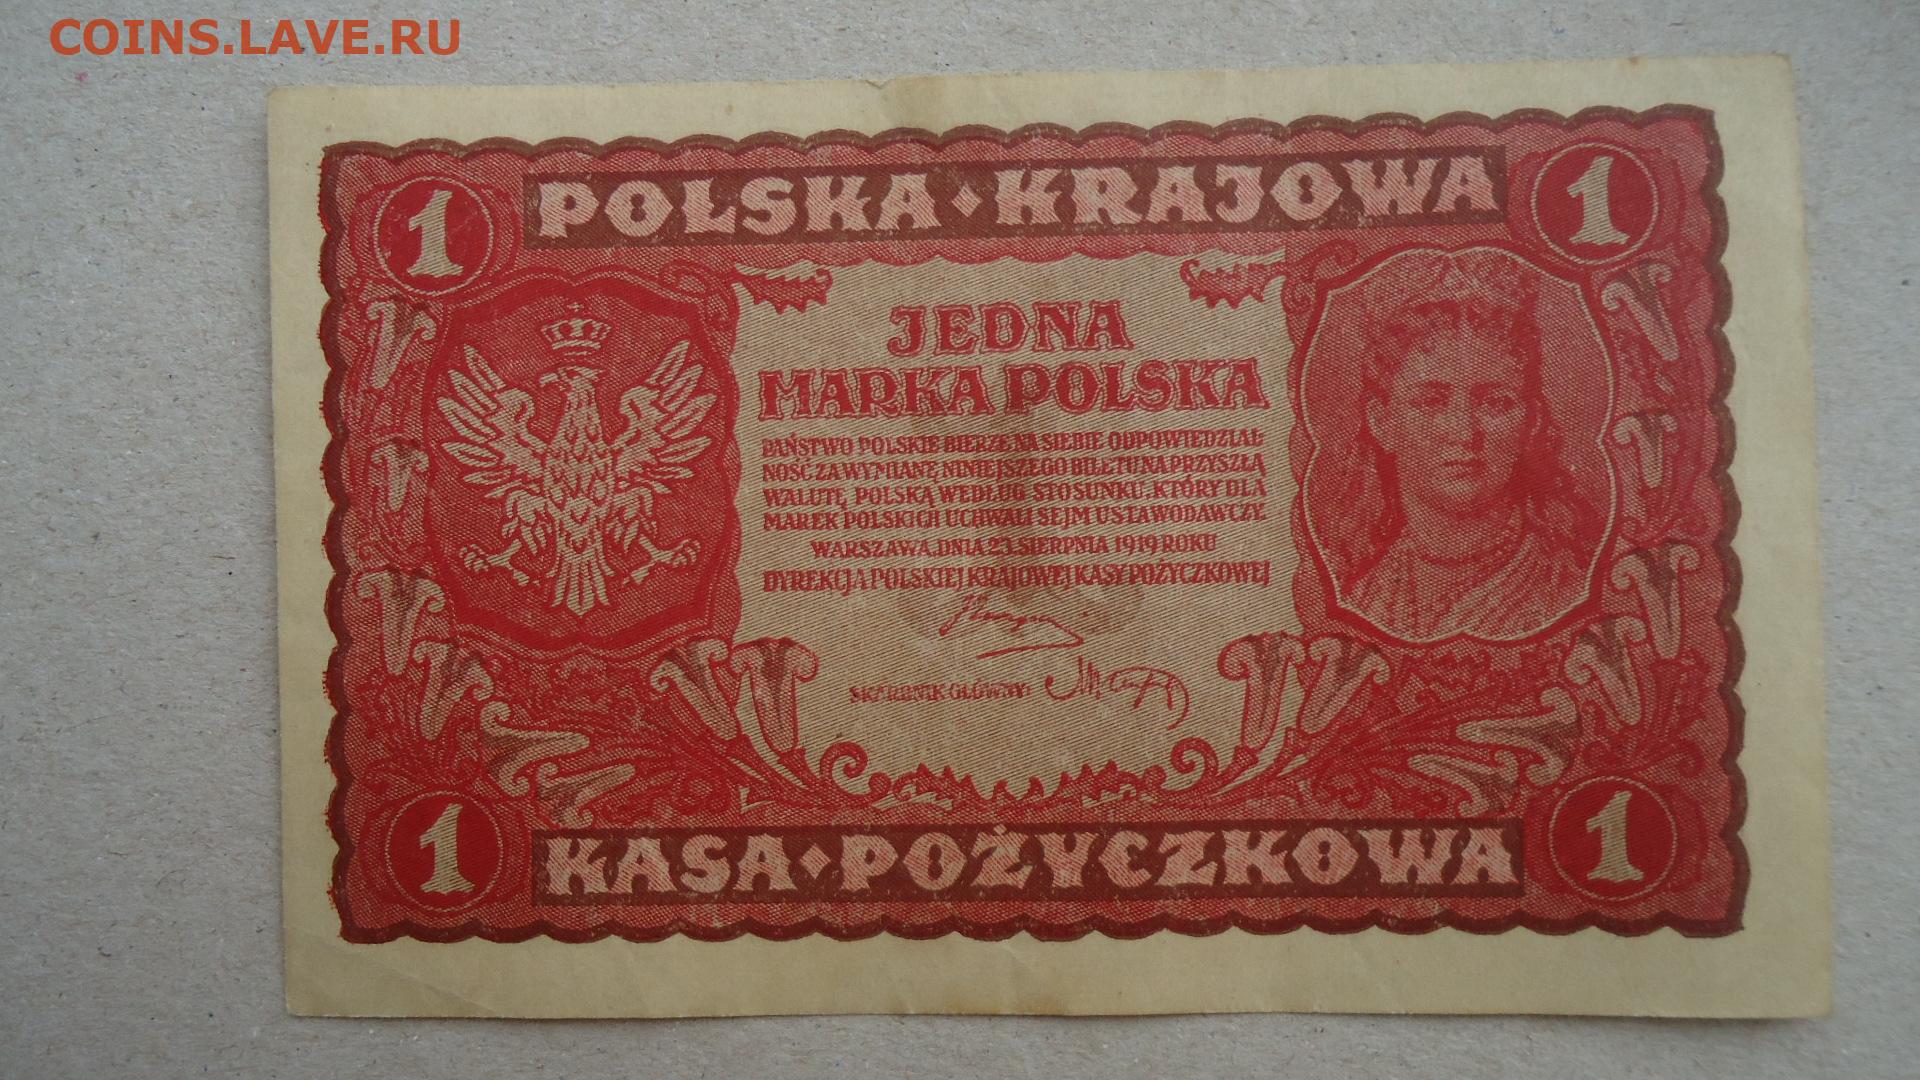 COINS.LAVE.RU
1 POLSKA·KRAJOWA 1
JEDNA
MARKA POLSKA
PAŃSTWO POLSKIE BIERZE NA SIEBIE ODPOWIEDZIAL-
NOŚĆ ZA WYMIANĘ NINIEJSZEGO BILETU NA PRZYSZŁĄ
WALUTĘ POLSKĄ WEDŁUG STOSUNKU, KTÓRY DLA
MAREK POLSKICH UCHWALI SEJM USTAWODAWCZY.
WARSZAWA, DNIA 23. SIERPNIA 1919 ROKU
DYREKCJA POLSKIEJ KRAJOWEJ KASY POŻYCZKOWEJ
SKARBNIK GŁÓWNY:
1 KASA·POŻYCZKOWA 1